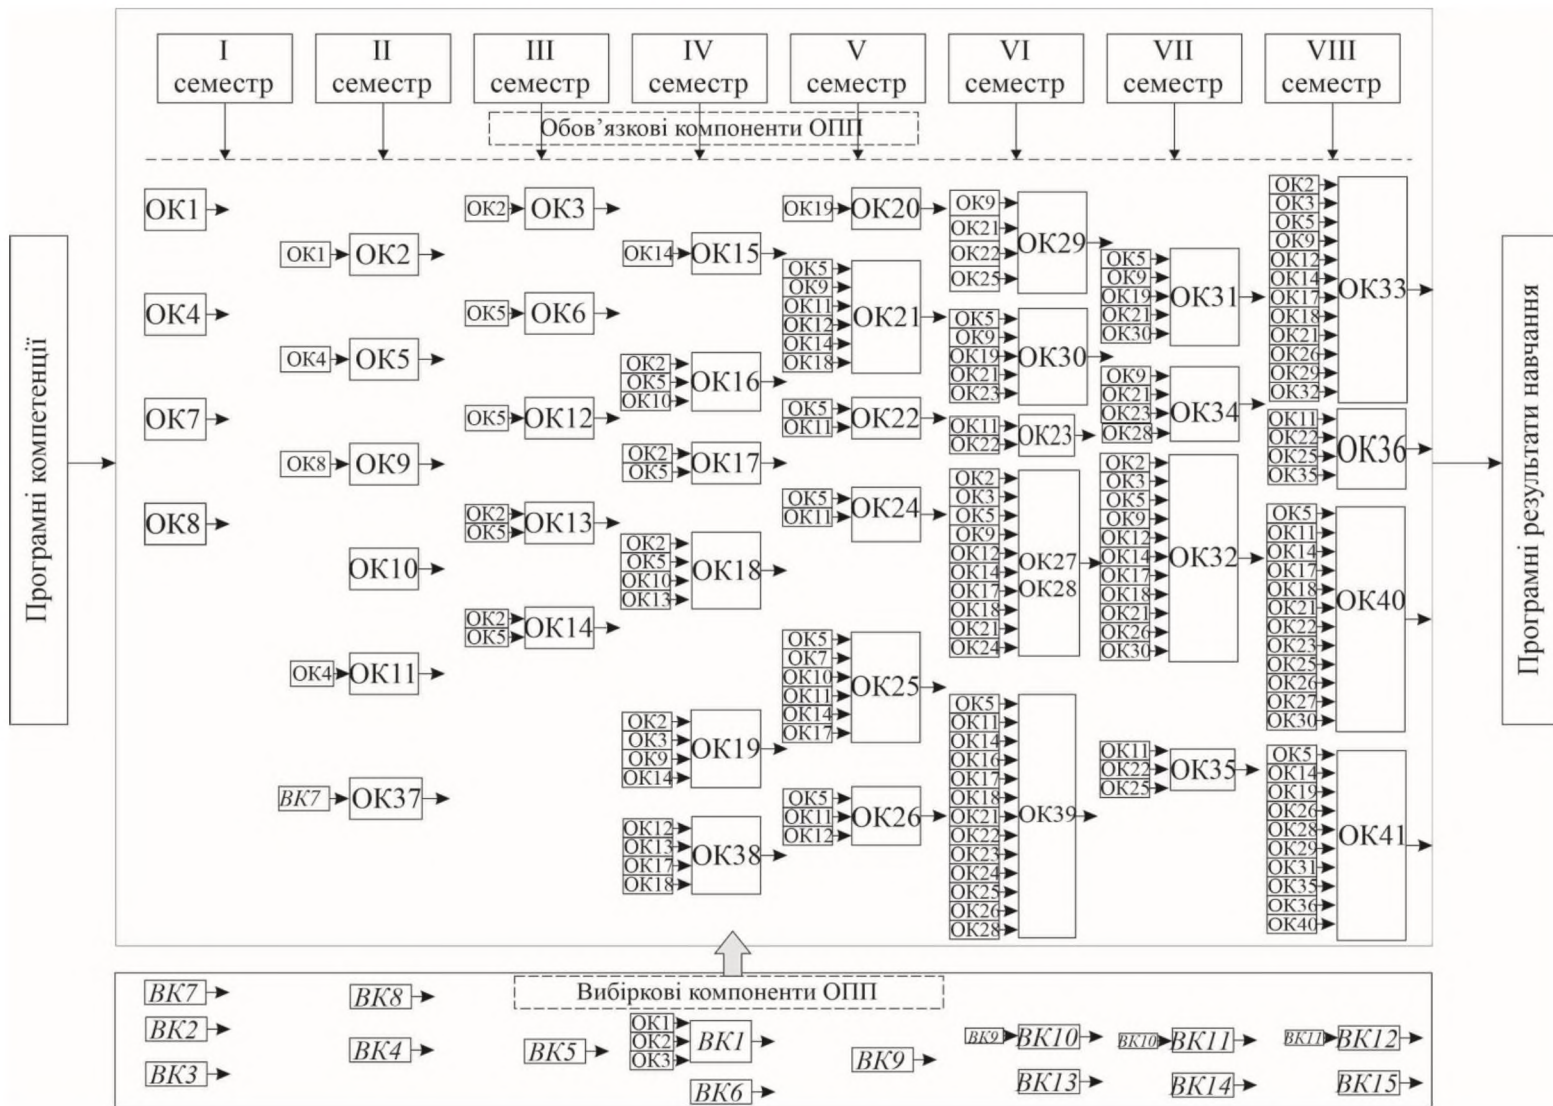 I
семестр
II
семестр
III
семестр
IV
семестр
V
семестр
VI
семестр
VII
семестр
VIII
семестр
Обов’язкові компоненти ОПП
Програмні компетенції
ОК1
ОК4
ОК7
ОК8
ОК1
ОК2
ОК4
ОК5
ОК8
ОК9
ОК10
ОК4
ОК11
ВК7
ОК37
ОК2
ОК3
ОК5
ОК6
ОК5
ОК12
ОК2
ОК5
ОК13
ОК2
ОК5
ОК14
ОК14
ОК15
ОК2
ОК5
ОК10
ОК16
ОК2
ОК5
ОК17
ОК2
ОК5
ОК10
ОК13
ОК18
ОК2
ОК3
ОК9
ОК14
ОК19
ОК12
ОК13
ОК17
ОК18
ОК38
ОК19
ОК20
ОК5
ОК9
ОК11
ОК12
ОК14
ОК18
ОК21
ОК5
ОК11
ОК22
ОК5
ОК11
ОК24
ОК5
ОК7
ОК10
ОК11
ОК14
ОК17
ОК25
ОК5
ОК11
ОК12
ОК26
ОК9
ОК21
ОК22
ОК25
ОК29
ОК5
ОК9
ОК19
ОК21
ОК23
ОК30
ОК11
ОК22
ОК23
ОК2
ОК3
ОК5
ОК9
ОК12
ОК14
ОК17
ОК18
ОК21
ОК24
ОК27
ОК28
ОК5
ОК11
ОК14
ОК16
ОК17
ОК18
ОК21
ОК22
ОК23
ОК24
ОК25
ОК26
ОК28
ОК39
ОК5
ОК9
ОК19
ОК21
ОК30
ОК31
ОК9
ОК21
ОК23
ОК28
ОК34
ОК2
ОК3
ОК5
ОК9
ОК12
ОК14
ОК17
ОК18
ОК21
ОК26
ОК30
ОК32
ОК11
ОК22
ОК25
ОК35
ОК2
ОК3
ОК5
ОК9
ОК12
ОК14
ОК17
ОК18
ОК21
ОК26
ОК29
ОК32
ОК33
ОК11
ОК22
ОК25
ОК35
ОК36
ОК5
ОК11
ОК14
ОК17
ОК18
ОК21
ОК22
ОК23
ОК25
ОК26
ОК27
ОК30
ОК40
ОК5
ОК14
ОК19
ОК26
ОК28
ОК29
ОК31
ОК35
ОК36
ОК40
ОК41
Програмні результати навчання
Вибіркові компоненти ОПП
ВК7
ВК2
ВК3
ВК8
ВК4
ВК5
ОК1
ОК2
ОК3
ВК1
ВК6
ВК9
ВК9
ВК10
ВК13
ВК10
ВК11
ВК14
ВК11
ВК12
ВК15